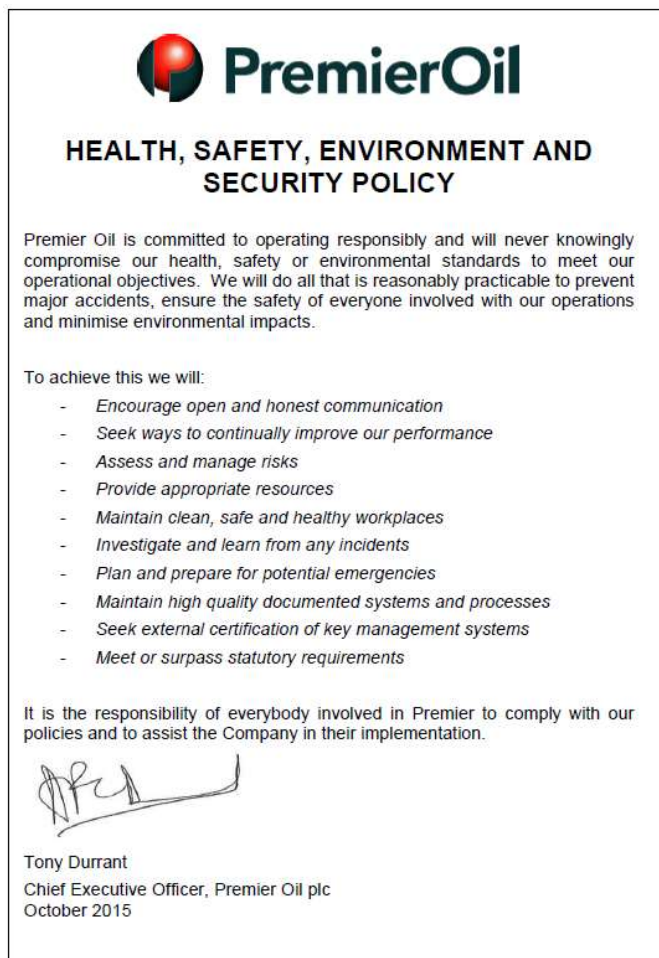 PremierOil
HEALTH, SAFETY, ENVIRONMENT AND
SECURITY POLICY
Premier Oil is committed to operating responsibly and will never knowingly
compromise our health, safety or environmental standards to meet our
operational objectives. We will do all that is reasonably practicable to prevent
major accidents, ensure the safety of everyone involved with our operations
and minimise environmental impacts.
To achieve this we will:
- Encourage open and honest communication
- Seek ways to continually improve our performance
- Assess and manage risks
- Provide appropriate resources
- Maintain clean, safe and healthy workplaces
- Investigate and learn from any incidents
- Plan and prepare for potential emergencies
- Maintain high quality documented systems and processes
- Seek external certification of key management systems
- Meet or surpass statutory requirements
It is the responsibility of everybody involved in Premier to comply with our
policies and to assist the Company in their implementation.
Tony Durrant
Chief Executive Officer, Premier Oil plc
October 2015